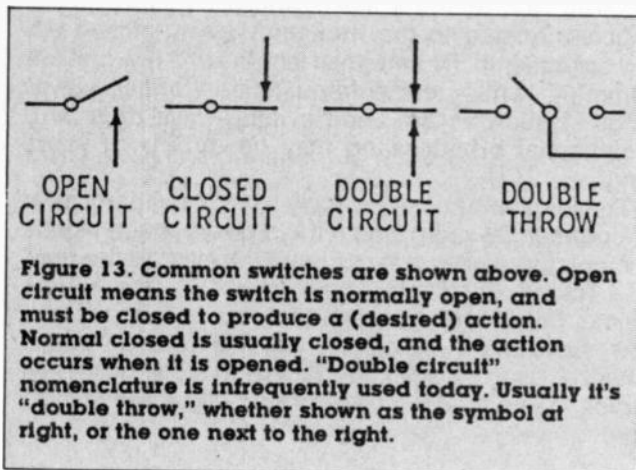 OPEN CIRCUIT
CLOSED CIRCUIT
DOUBLE CIRCUIT
DOUBLE THROW
Figure 13. Common switches are shown above. Open
circuit means the switch is normally open, and
must be closed to produce a (desired) action.
Normal closed is usually closed, and the action
occurs when it is opened. “Double circuit”
nomenclature is infrequently used today. Usually it's
“double throw,” whether shown as the symbol at
right, or the one next to the right.